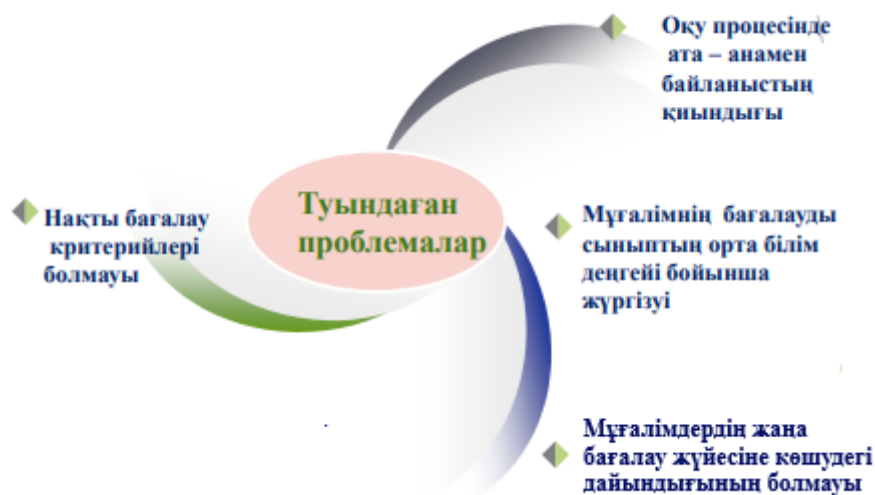 Оқу процесінде
ата – анамен
байланыстың
қиындығы
Туындаған
проблемалар
Нақты бағалау
критерийлері
болмауы
Мұғалімнің бағалауды
сыныптың орта білім
деңгейі бойынша
жүргізуі
Мұғалімдердің жаңа
бағалау жүйесіне көшудегі
дайындығының болмауы